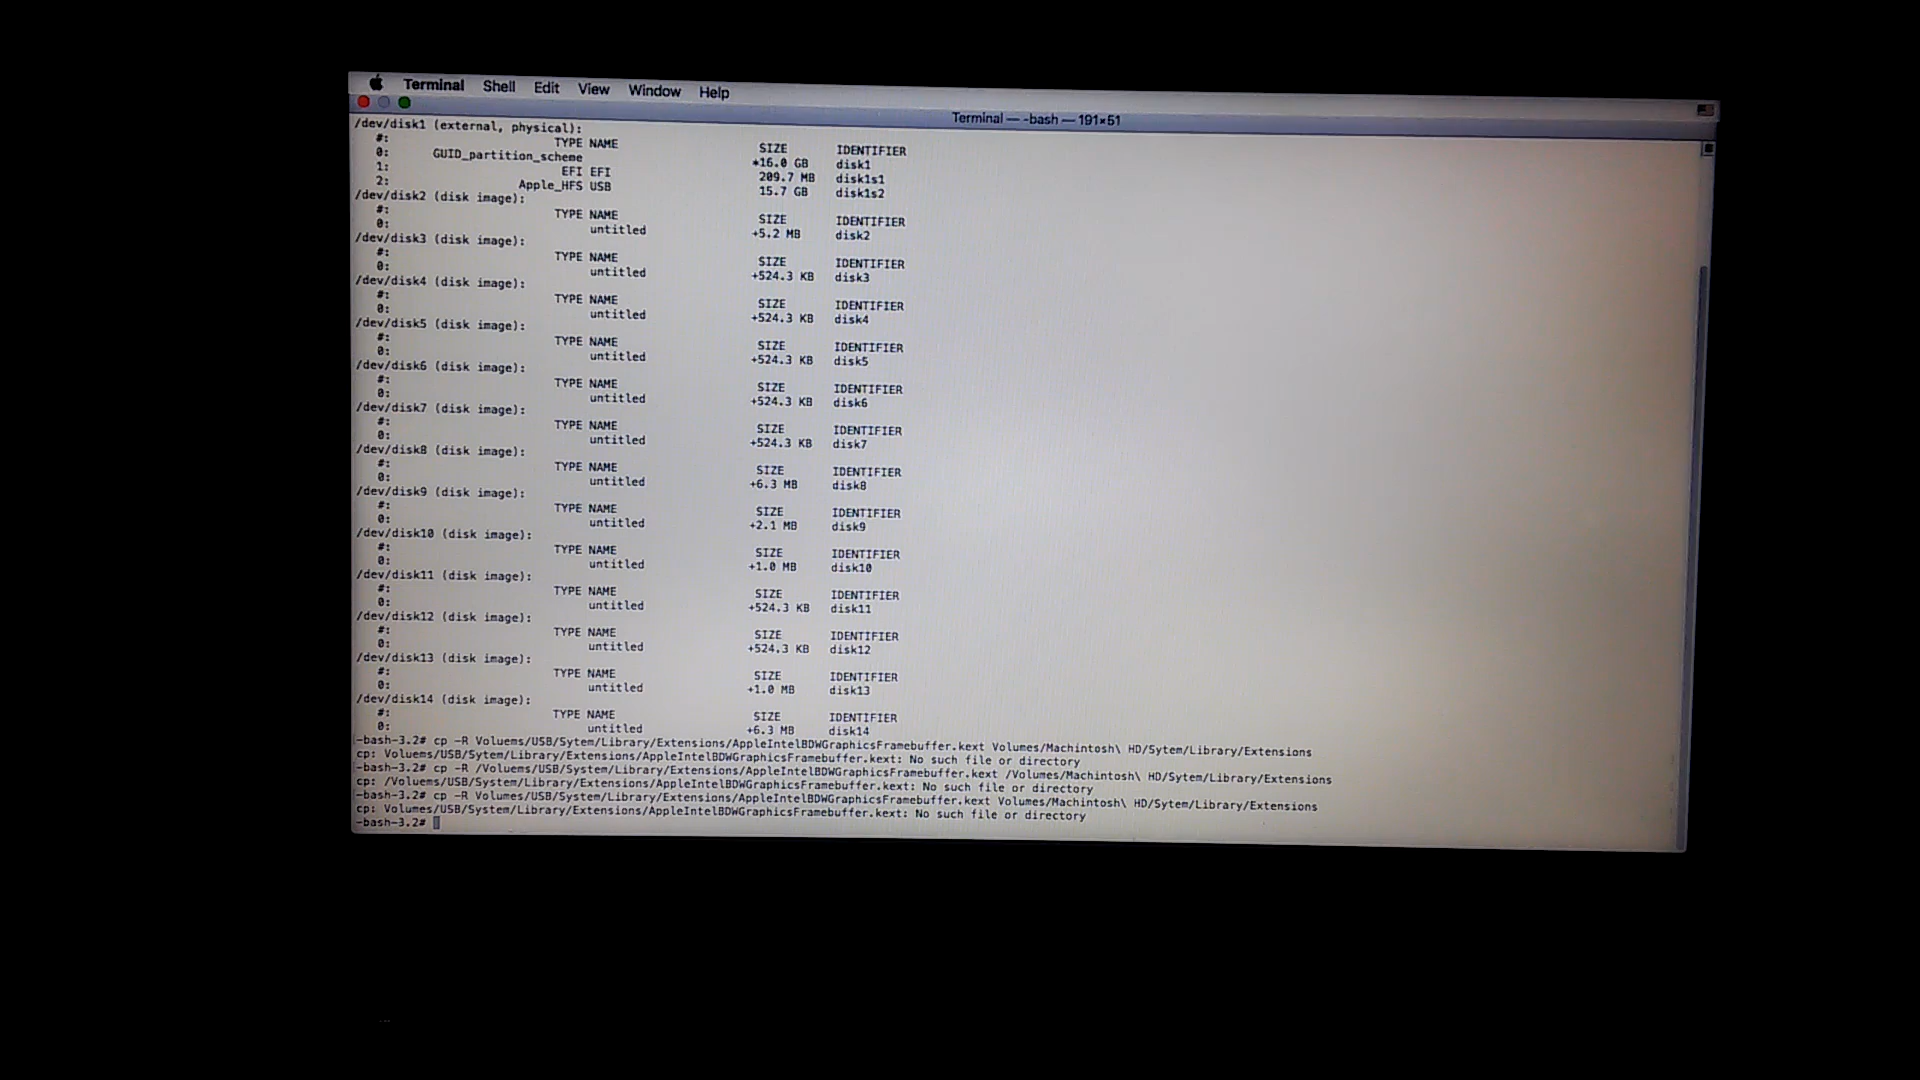 Terminal Shell Edit View Window Help
Terminal — -bash — 191×51
/dev/disk1 (external, physical):
#: TYPE NAME SIZE IDENTIFIER
0: GUID_partition_scheme *16.0 GB disk1
1: EFI EFI 209.7 MB disk1s1
2: Apple_HFS USB 15.7 GB disk1s2
/dev/disk2 (disk image):
#: TYPE NAME SIZE IDENTIFIER
0: untitled +5.2 MB disk2
/dev/disk3 (disk image):
#: TYPE NAME SIZE IDENTIFIER
0: untitled +524.3 KB disk3
/dev/disk4 (disk image):
#: TYPE NAME SIZE IDENTIFIER
0: untitled +524.3 KB disk4
/dev/disk5 (disk image):
#: TYPE NAME SIZE IDENTIFIER
0: untitled +524.3 KB disk5
/dev/disk6 (disk image):
#: TYPE NAME SIZE IDENTIFIER
0: untitled +524.3 KB disk6
/dev/disk7 (disk image):
#: TYPE NAME SIZE IDENTIFIER
0: untitled +524.3 KB disk7
/dev/disk8 (disk image):
#: TYPE NAME SIZE IDENTIFIER
0: untitled +6.3 MB disk8
/dev/disk9 (disk image):
#: TYPE NAME SIZE IDENTIFIER
0: untitled +2.1 MB disk9
/dev/disk10 (disk image):
#: TYPE NAME SIZE IDENTIFIER
0: untitled +1.0 MB disk10
/dev/disk11 (disk image):
#: TYPE NAME SIZE IDENTIFIER
0: untitled +524.3 KB disk11
/dev/disk12 (disk image):
#: TYPE NAME SIZE IDENTIFIER
0: untitled +524.3 KB disk12
/dev/disk13 (disk image):
#: TYPE NAME SIZE IDENTIFIER
0: untitled +1.0 MB disk13
/dev/disk14 (disk image):
#: TYPE NAME SIZE IDENTIFIER
0: untitled +6.3 MB disk14
-bash-3.2# cp -R Voluems/USB/Sytem/Library/Extensions/AppleIntelBDWGraphicsFramebuffer.kext Volumes/Machintosh\ HD/Sytem/Library/Extensions
cp: Voluems/USB/Sytem/Library/Extensions/AppleIntelBDWGraphicsFramebuffer.kext: No such file or directory
-bash-3.2# cp -R /Voluems/USB/System/Library/Extensions/AppleIntelBDWGraphicsFramebuffer.kext /Volumes/Machintosh\ HD/Sytem/Library/Extensions
cp: /Voluems/USB/System/Library/Extensions/AppleIntelBDWGraphicsFramebuffer.kext: No such file or directory
-bash-3.2# cp -R Volumes/USB/System/Library/Extensions/AppleIntelBDWGraphicsFramebuffer.kext Volumes/Machintosh\ HD/Sytem/Library/Extensions
cp: Volumes/USB/System/Library/Extensions/AppleIntelBDWGraphicsFramebuffer.kext: No such file or directory
-bash-3.2#